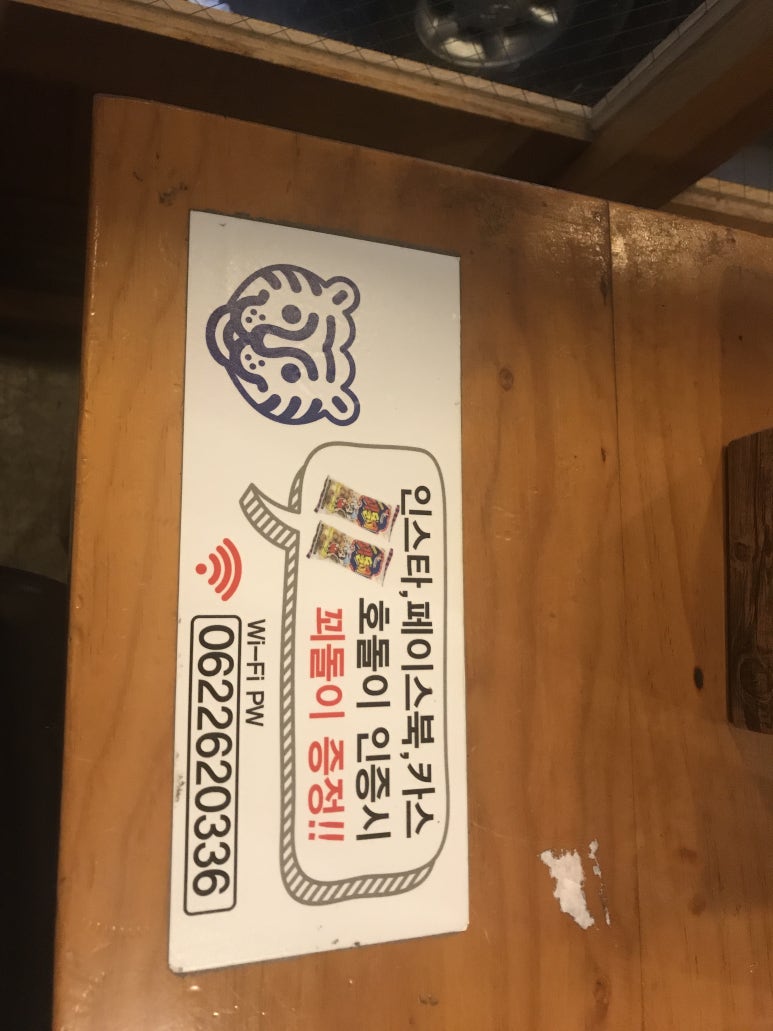 인스타,페이스북,카스
호돌이 인증시
꾀돌이 증정!!
Wi-Fi PW
0622620336